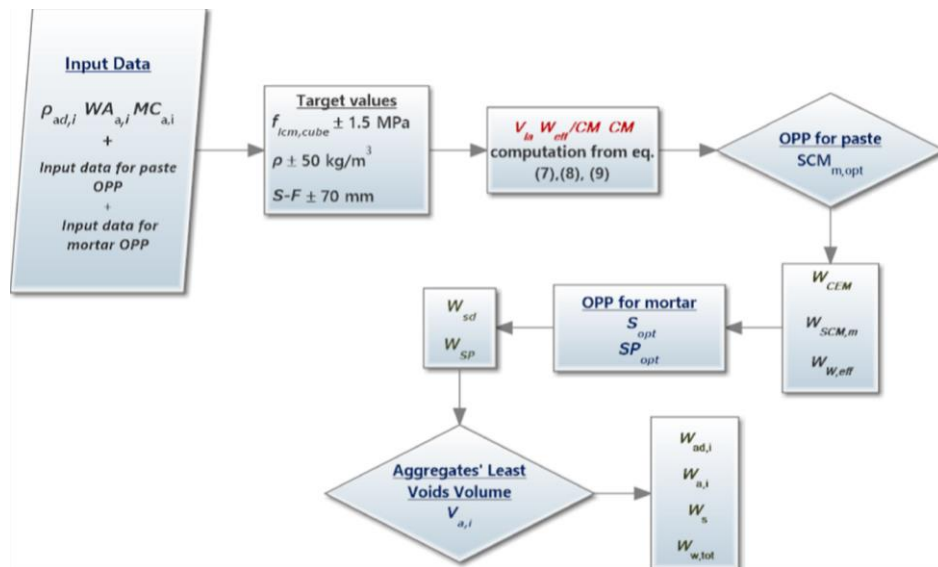 Input Data
ρad,i WAa,i MCa,i
+
Input data for paste
OPP
+
Input data for
mortar OPP
Target values
flcm,cube ± 1.5 MPa
ρ ± 50 kg/m3
S-F ± 70 mm
Vla Weff/CM CM
computation from eq.
(7),(8), (9)
OPP for paste
SCMm,opt
WCEM
WSCM,m
WW,eff
OPP for mortar
Sopt
SPopt
Wsd
WSP
Aggregates' Least
Voids Volume
Va,i
Wad,i
Wa,i
Ws
Ww,tot